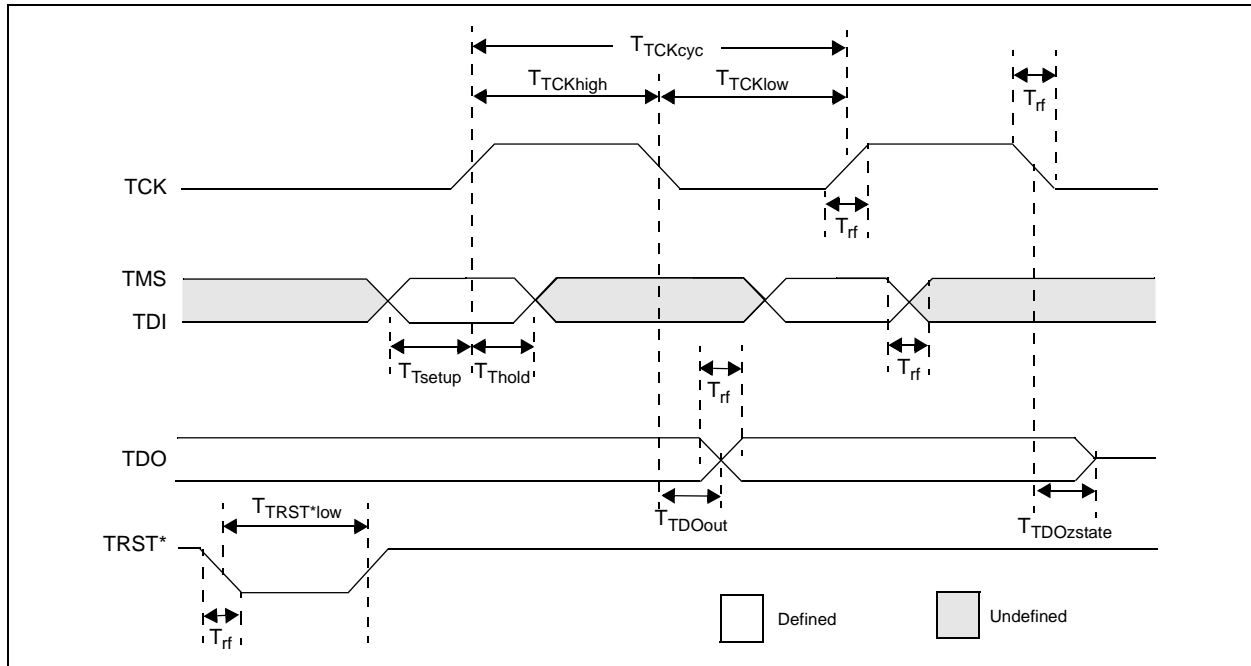 TTCKcyc
TTCKhigh
TTCKlow
Trf
TCK
Trf
TMS
TDI
TTsetup
TThold
Trf
Trf
TDO
TTDOout
TTDOzstate
TTRST*low
TRST*
Trf
Defined
Undefined